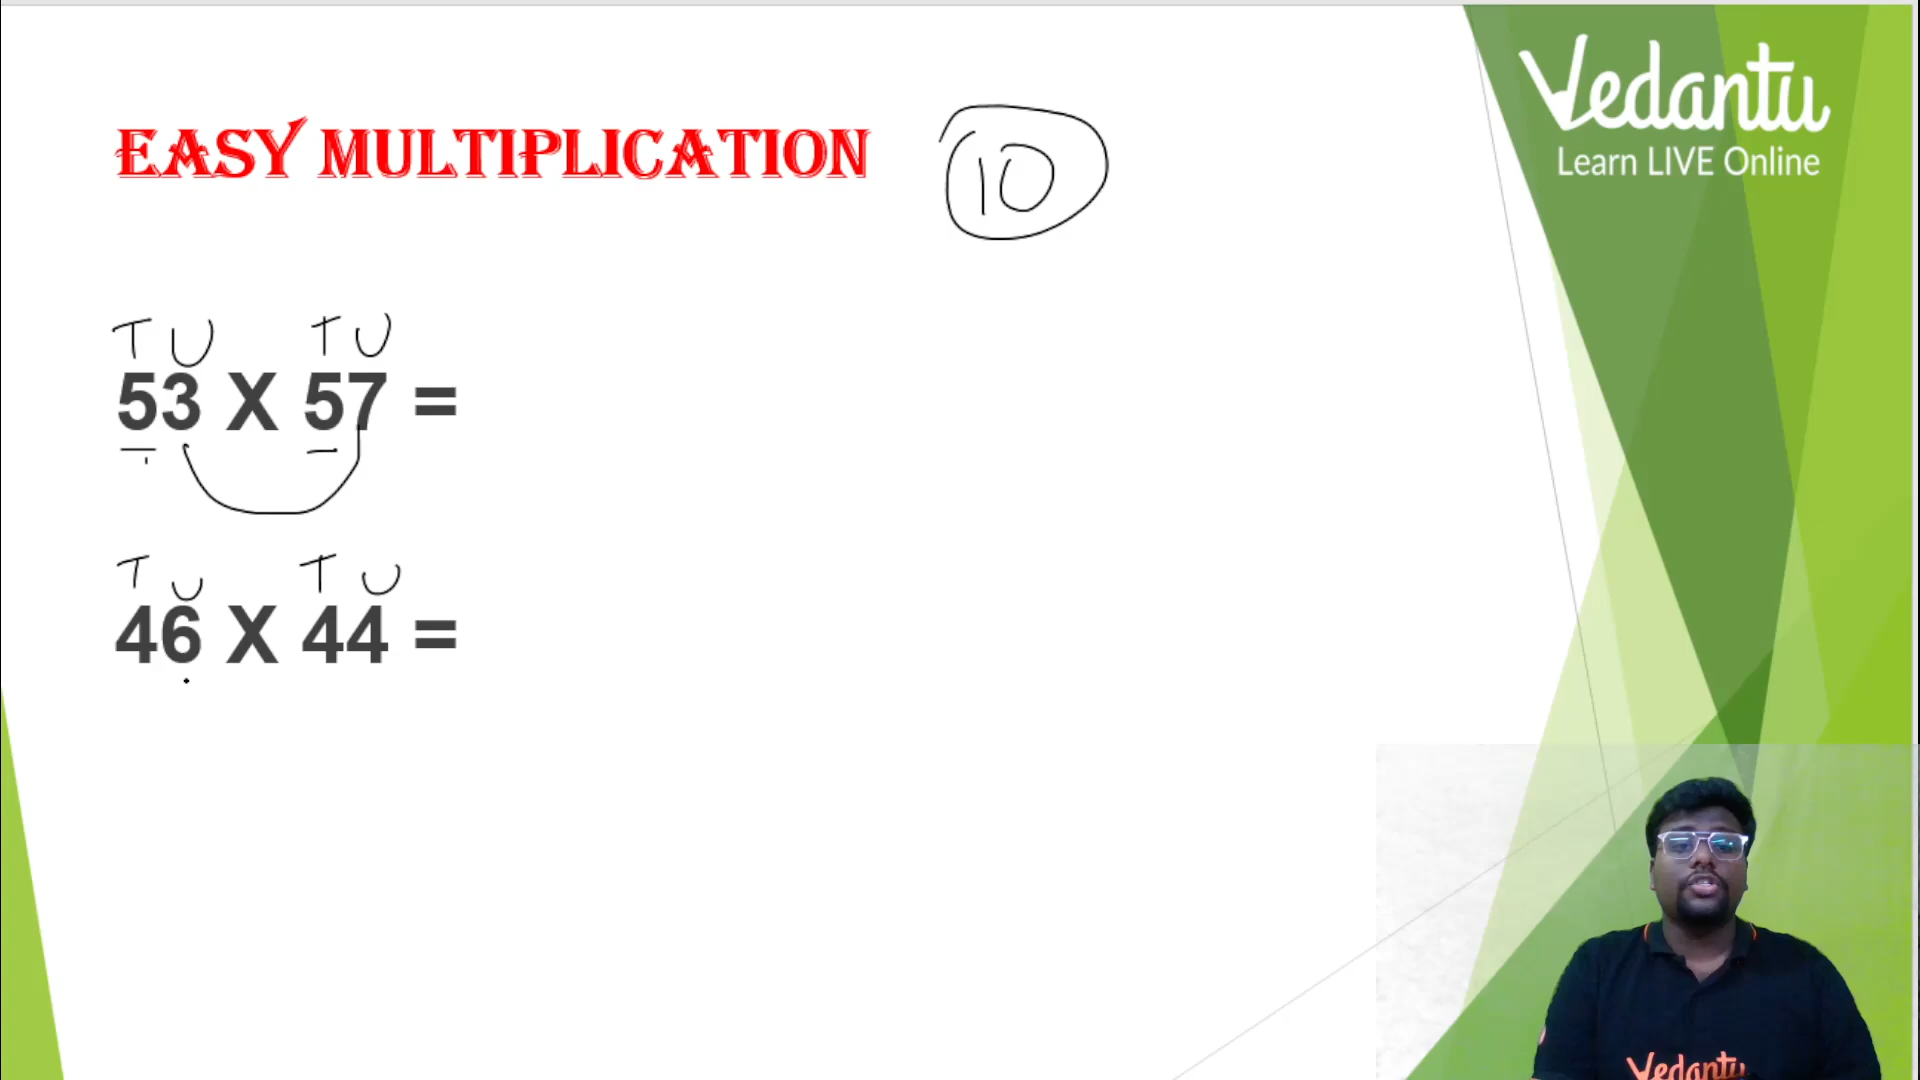 EASY MULTIPLICATION
10
Vedantu
Learn LIVE Online
T U T U
53 X 57 =
T U T U
46 X 44 =
Vedantu